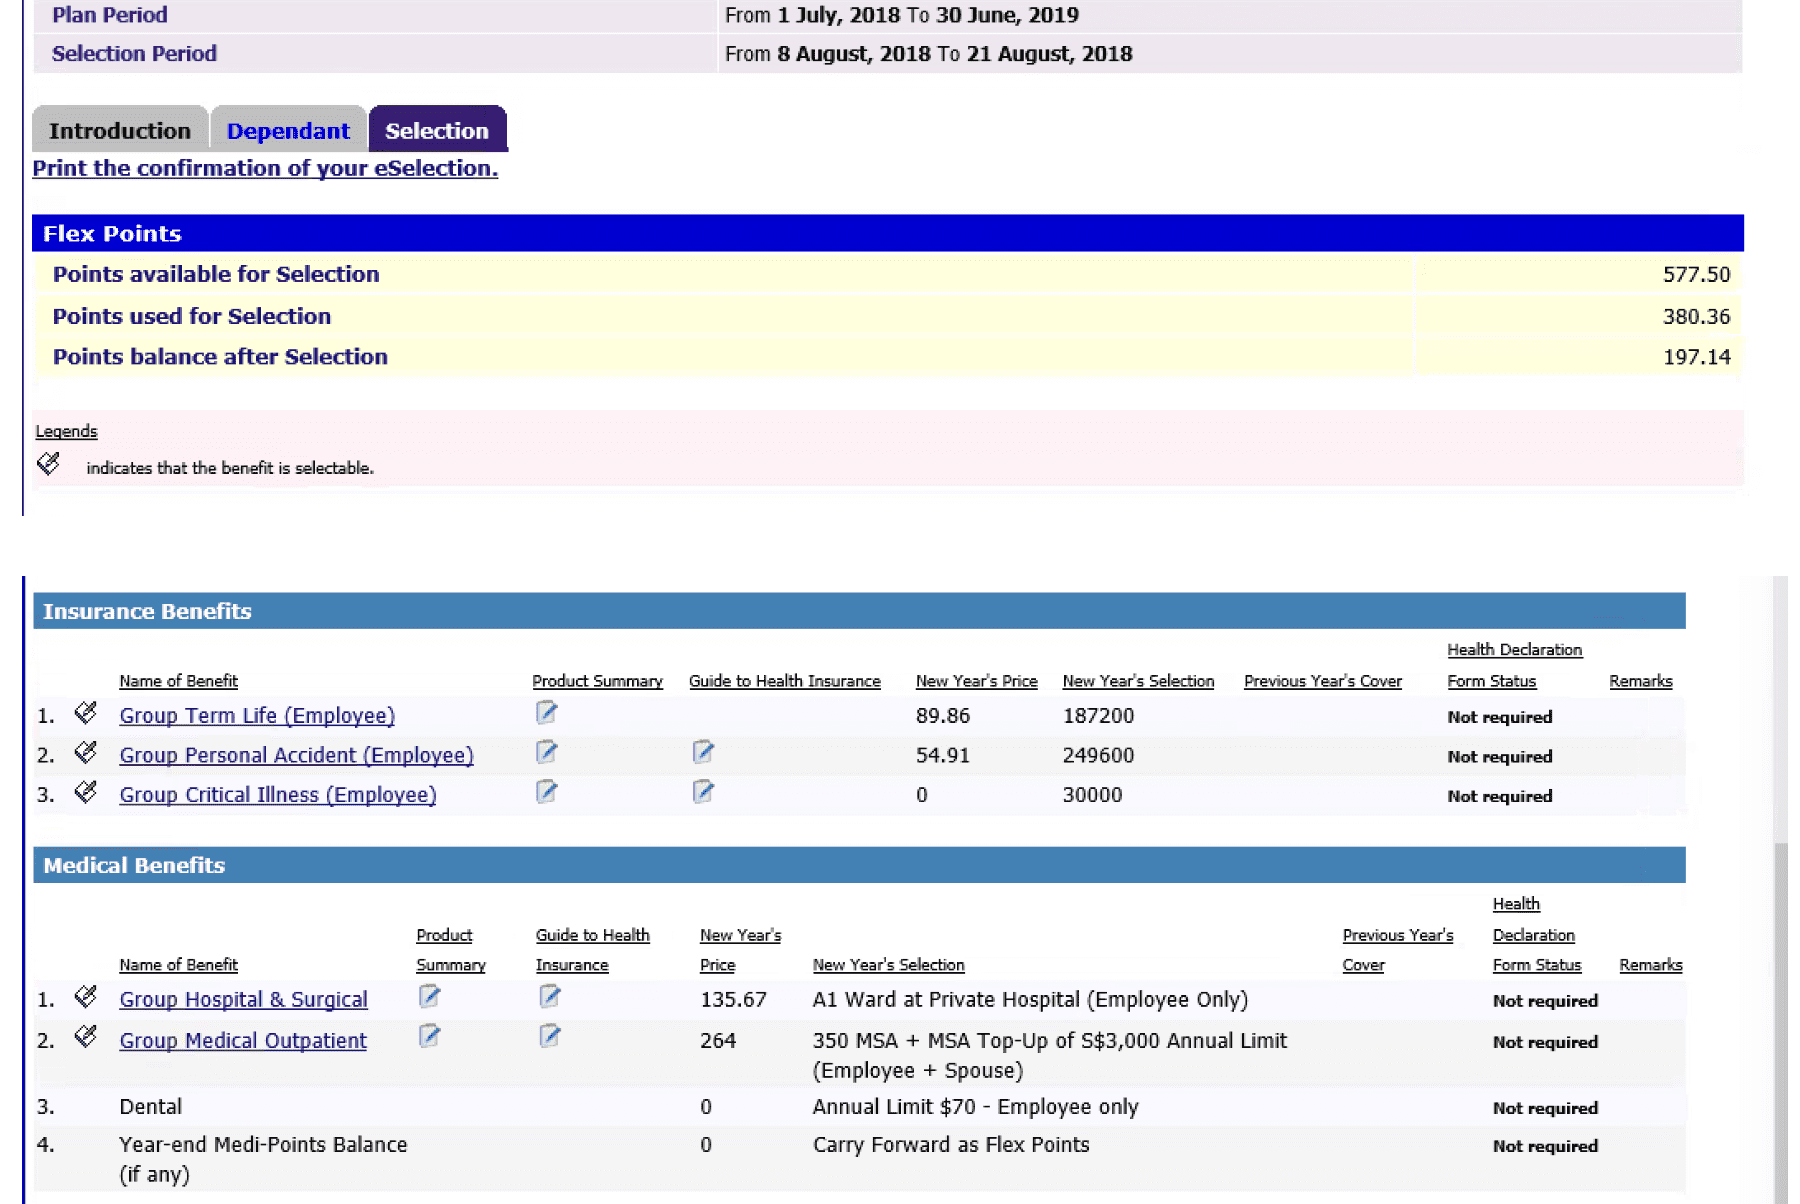 Plan Period From 1 July, 2018 To 30 June, 2019
Selection Period From 8 August, 2018 To 21 August, 2018
Introduction Dependant Selection
Print the confirmation of your eSelection.
Flex Points
Points available for Selection 577.50
Points used for Selection 380.36
Points balance after Selection 197.14
Legends
indicates that the benefit is selectable.
Insurance Benefits
Health Declaration
Name of Benefit Product Summary Guide to Health Insurance New Year's Price New Year's Selection Previous Year's Cover Form Status Remarks
1. Group Term Life (Employee) 89.86 187200 Not required
2. Group Personal Accident (Employee) 54.91 249600 Not required
3. Group Critical Illness (Employee) 0 30000 Not required
Medical Benefits
Health
Product Guide to Health New Year's Previous Year's Declaration
Name of Benefit Summary Insurance Price New Year's Selection Cover Form Status Remarks
1. Group Hospital & Surgical 135.67 A1 Ward at Private Hospital (Employee Only) Not required
2. Group Medical Outpatient 264 350 MSA + MSA Top-Up of S$3,000 Annual Limit Not required
(Employee + Spouse)
3. Dental 0 Annual Limit $70 - Employee only Not required
4. Year-end Medi-Points Balance 0 Carry Forward as Flex Points Not required
(if any)